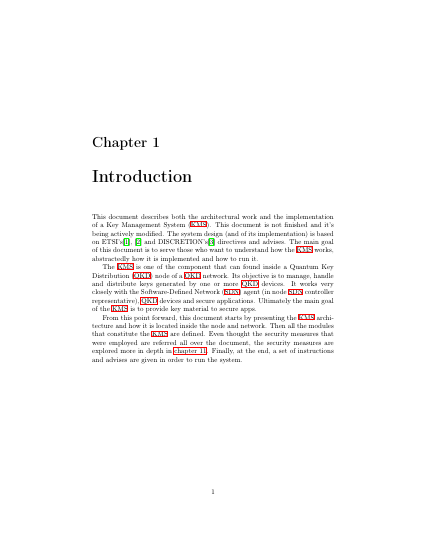 Chapter 1
Introduction
This document describes both the architectural work and the implementation
of a Key Management System (KMS). This document is not finished and it's
being actively modified. The system design (and of its implementation) is based
on ETSI's[1], [2] and DISCRETION's[3] directives and advises. The main goal
of this document is to serve those who want to understand how the KMS works,
abstractedly how it is implemented and how to run it.
The KMS is one of the component that can found inside a Quantum Key
Distribution (QKD) node of a QKD network. Its objective is to manage, handle
and distribute keys generated by one or more QKD devices. It works very
closely with the Software-Defined Network (SDN) agent (in node SDN controller
representative), QKD devices and secure applications. Ultimately the main goal
of the KMS is to provide key material to secure apps.
From this point forward, this document starts by presenting the KMS archi-
tecture and how it is located inside the node and network. Then all the modules
that constitute the KMS are defined. Even thought the security measures that
were employed are referred all over the document, the security measures are
explored more in depth in chapter 11. Finally, at the end, a set of instructions
and advises are given in order to run the system.
1